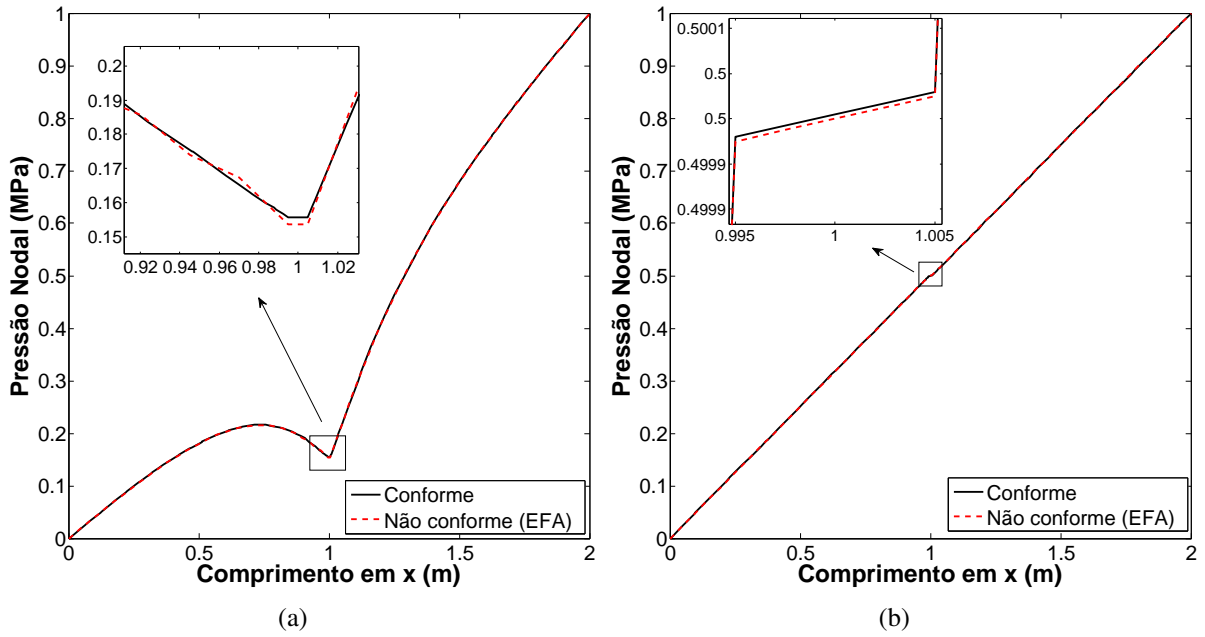 1
0.9
0.8
0.7
0.6
0.5
0.4
0.3
0.2
0.1
0
Pressão Nodal (MPa)
0.2
0.19
0.18
0.17
0.16
0.15
0.92 0.94 0.96 0.98 1 1.02
Conforme
Não conforme (EFA)
0 0.5 1 1.5 2
Comprimento em x (m)
(a)
1
0.9
0.8
0.7
0.6
0.5
0.4
0.3
0.2
0.1
0
Pressão Nodal (MPa)
0.5001
0.5
0.5
0.4999
0.4999
0.995 1 1.005
Conforme
Não conforme (EFA)
0 0.5 1 1.5 2
Comprimento em x (m)
(b)